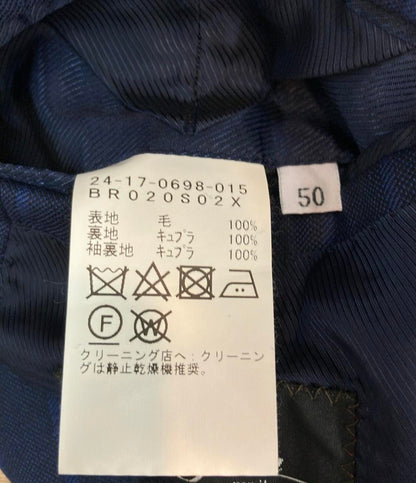 24-17-0698-015
BR020S02X
表地 毛 100%
裏地 キュプラ 100%
袖裏地 キュプラ 100%
F W
クリーニング店へ：クリーニン
グは静止乾燥機推奨。
50